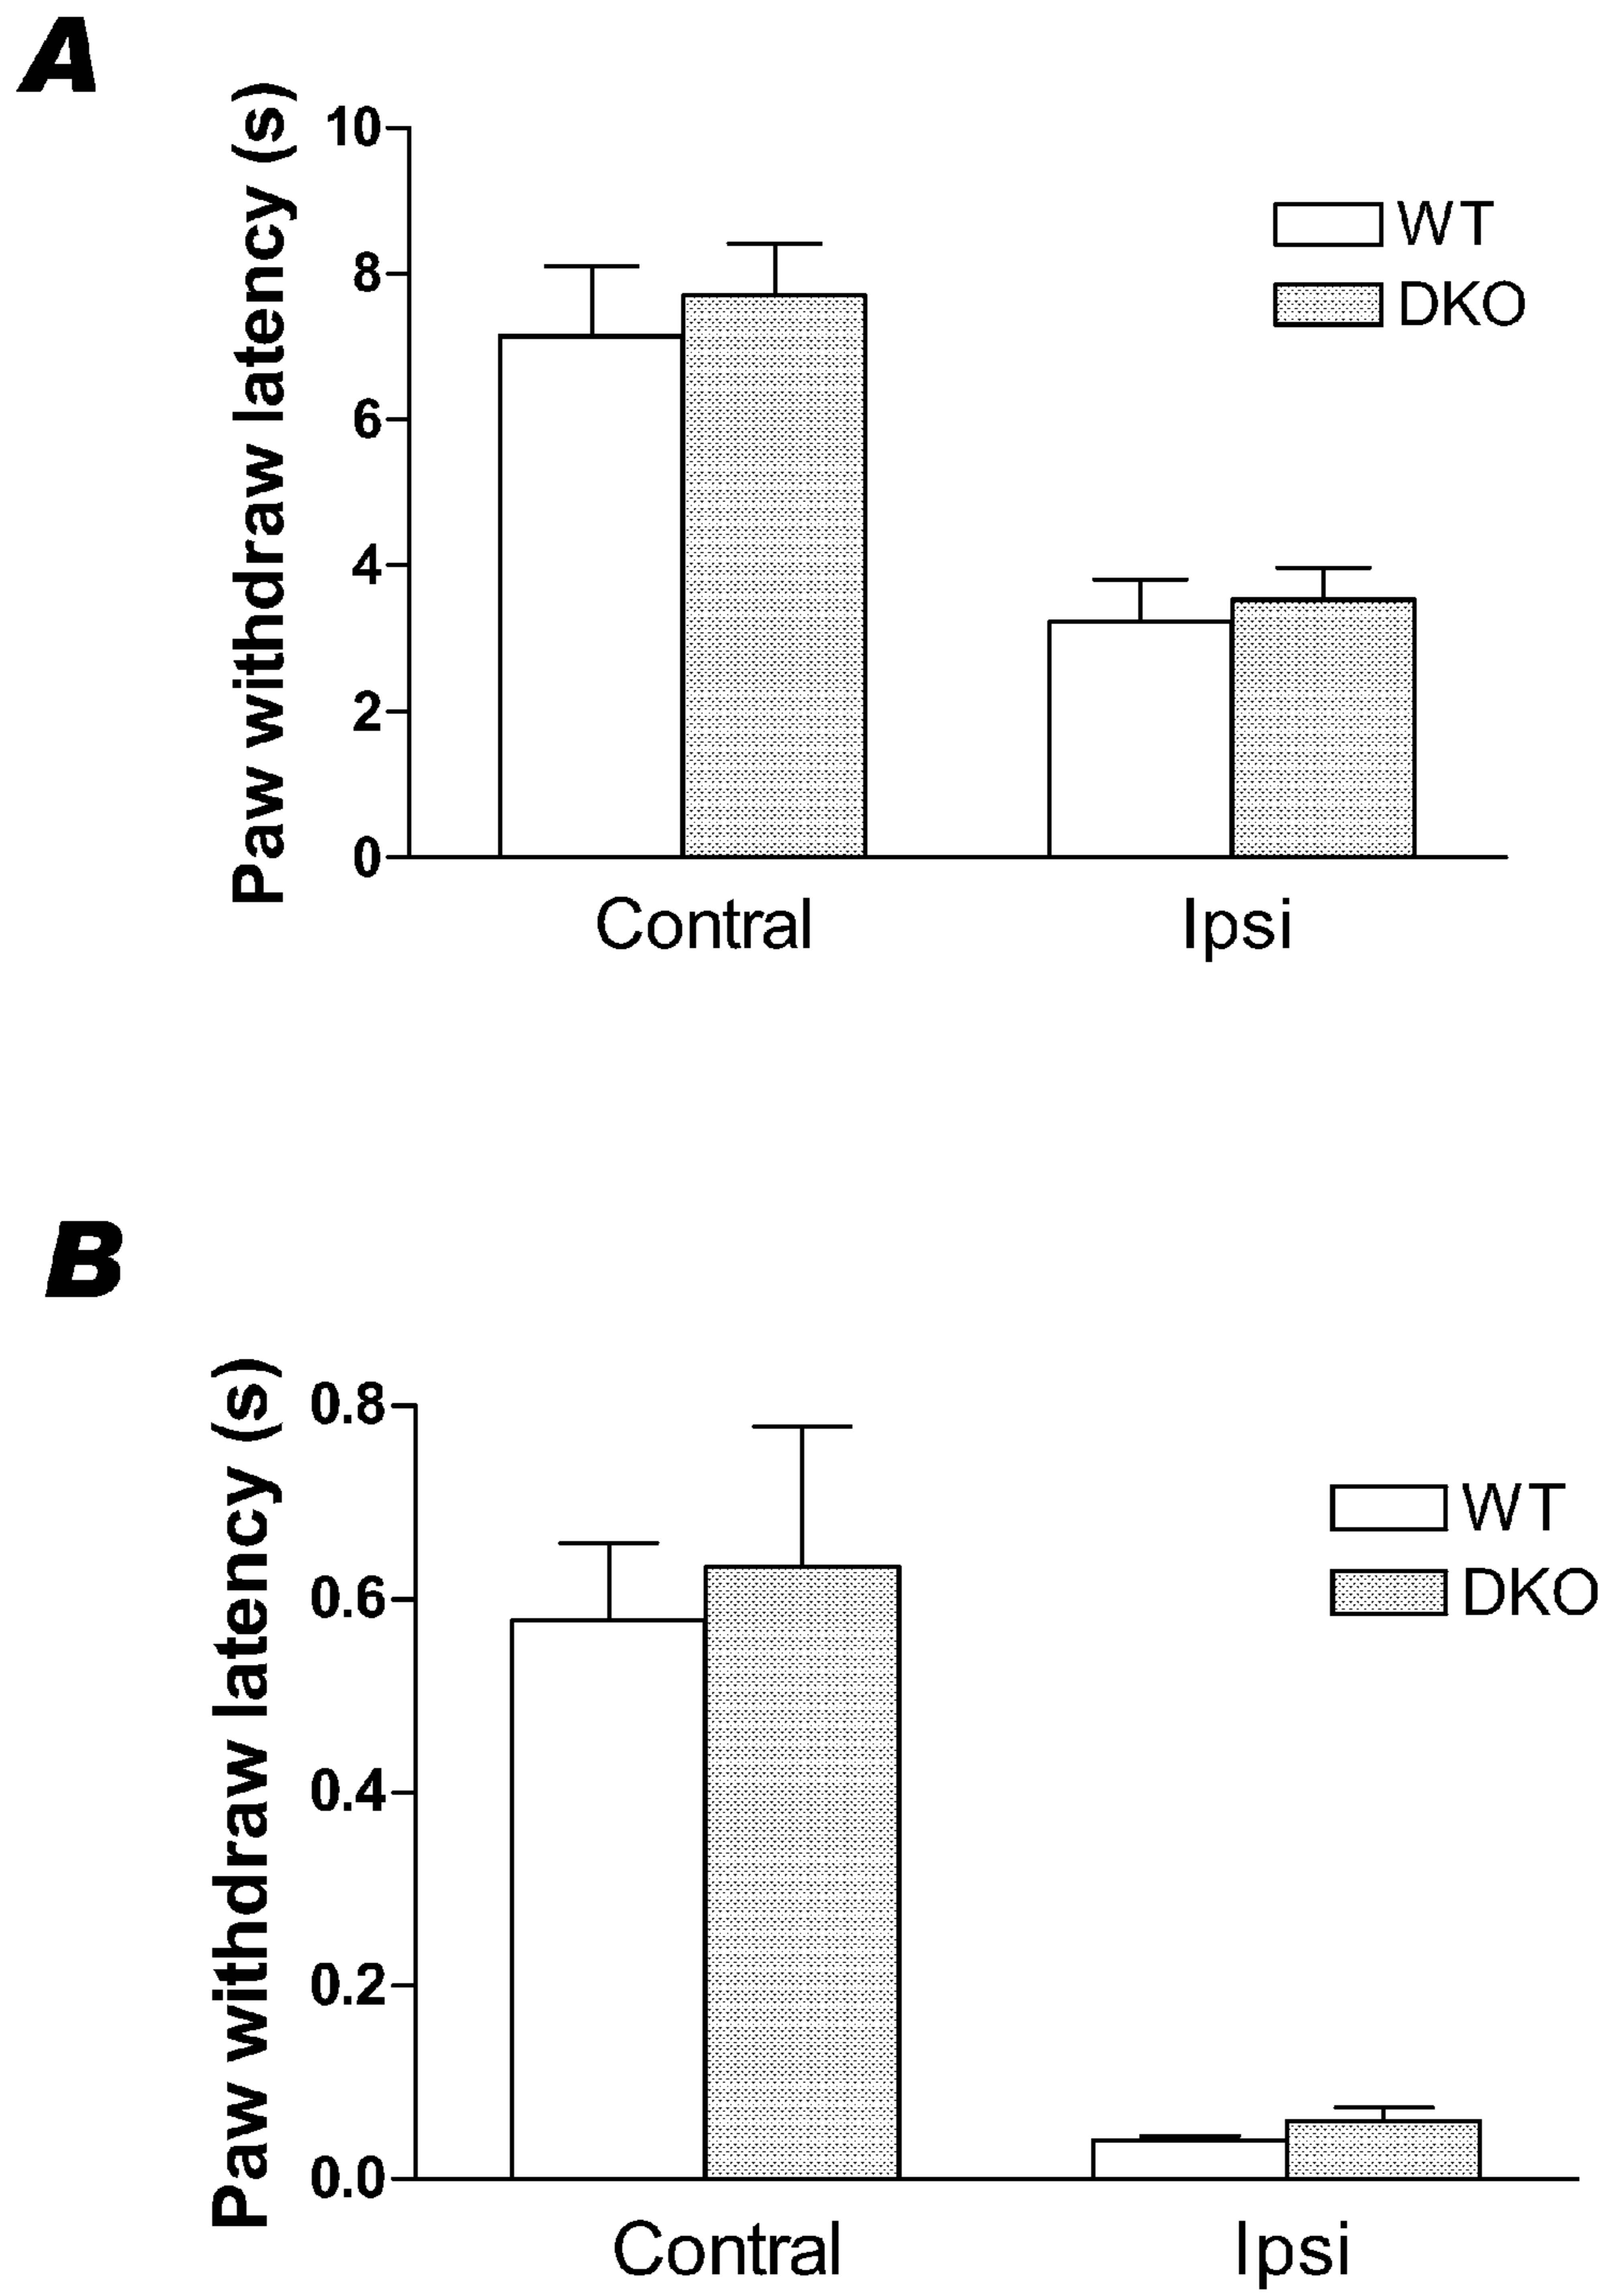 A
Paw withdraw latency (s)
10
8
6
4
2
0
WT
DKO
Contral
Ipsi
B
Paw withdraw latency (s)
0.8
0.6
0.4
0.2
0.0
WT
DKO
Contral
Ipsi